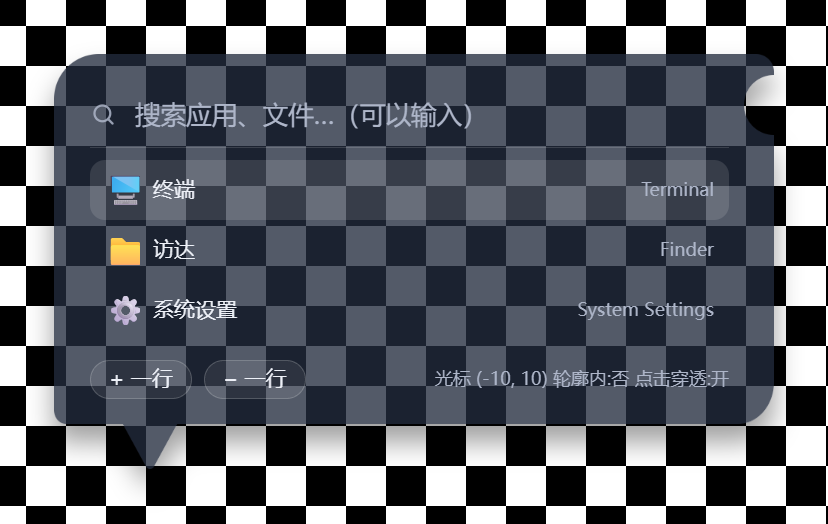 搜索应用、文件...（可以输入）
终端 Terminal
访达 Finder
系统设置 System Settings
+ 一行 − 一行 光标 (-10, 10) 轮廓内:否 点击穿透:开